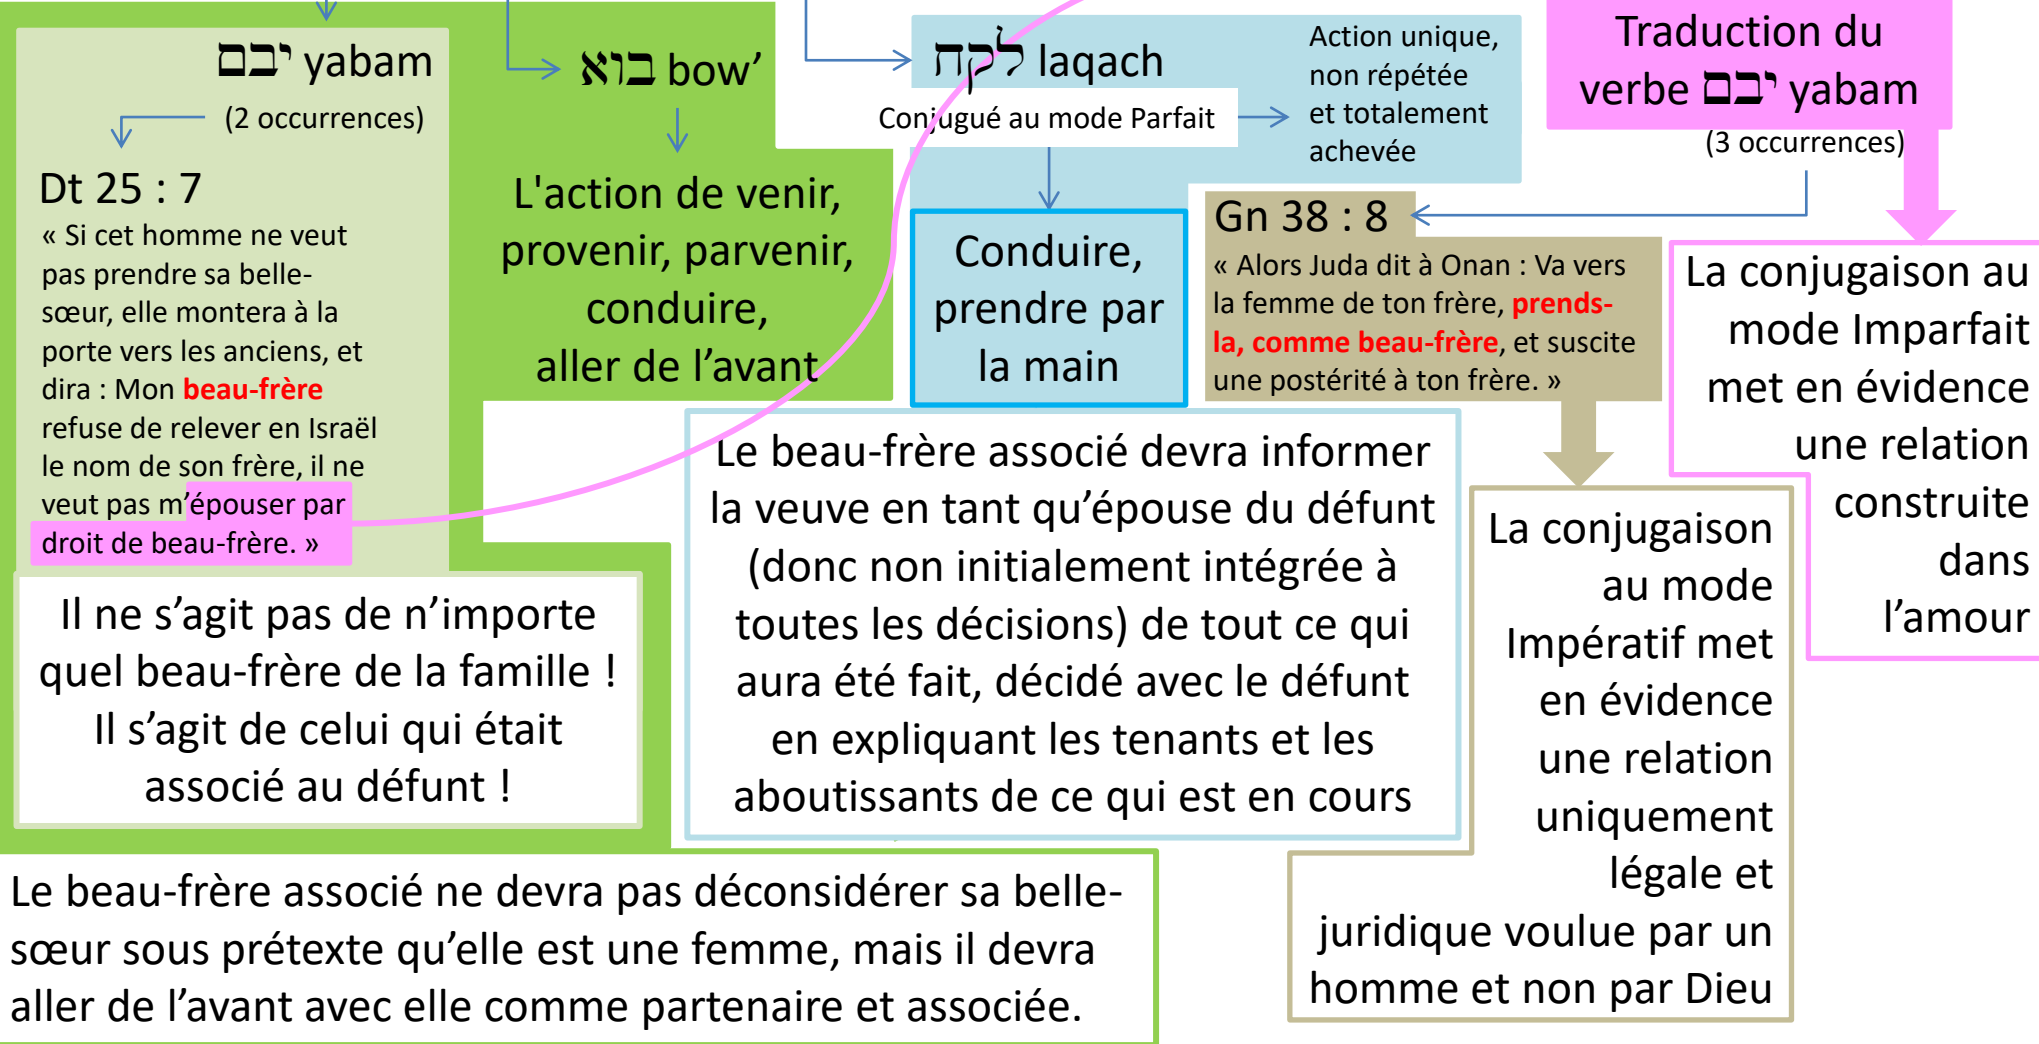 יבם yabam
(2 occurrences)
Dt 25 : 7
« Si cet homme ne veut
pas prendre sa belle-
sœur, elle montera à la
porte vers les anciens, et
dira : Mon beau-frère
refuse de relever en Israël
le nom de son frère, il ne
veut pas m’épouser par
droit de beau-frère. »
Il ne s’agit pas de n’importe
quel beau-frère de la famille !
Il s’agit de celui qui était
associé au défunt !
בוא bow’
L'action de venir,
provenir, parvenir,
conduire,
aller de l’avant
Le beau-frère associé ne devra pas déconsidérer sa belle-
sœur sous prétexte qu’elle est une femme, mais il devra
aller de l’avant avec elle comme partenaire et associée.
לקח laqach
Conjugué au mode Parfait
Action unique,
non répétée
et totalement
achevée
Conduire,
prendre par
la main
Le beau-frère associé devra informer
la veuve en tant qu’épouse du défunt
(donc non initialement intégrée à
toutes les décisions) de tout ce qui
aura été fait, décidé avec le défunt
en expliquant les tenants et les
aboutissants de ce qui est en cours
Traduction du
verbe יבם yabam
(3 occurrences)
Gn 38 : 8
« Alors Juda dit à Onan : Va vers
la femme de ton frère, prends-
la, comme beau-frère, et suscite
une postérité à ton frère. »
La conjugaison
au mode
Impératif met
en évidence
une relation
uniquement
légale et
juridique voulue par un
homme et non par Dieu
La conjugaison au
mode Imparfait
met en évidence
une relation
construite
dans
l’amour